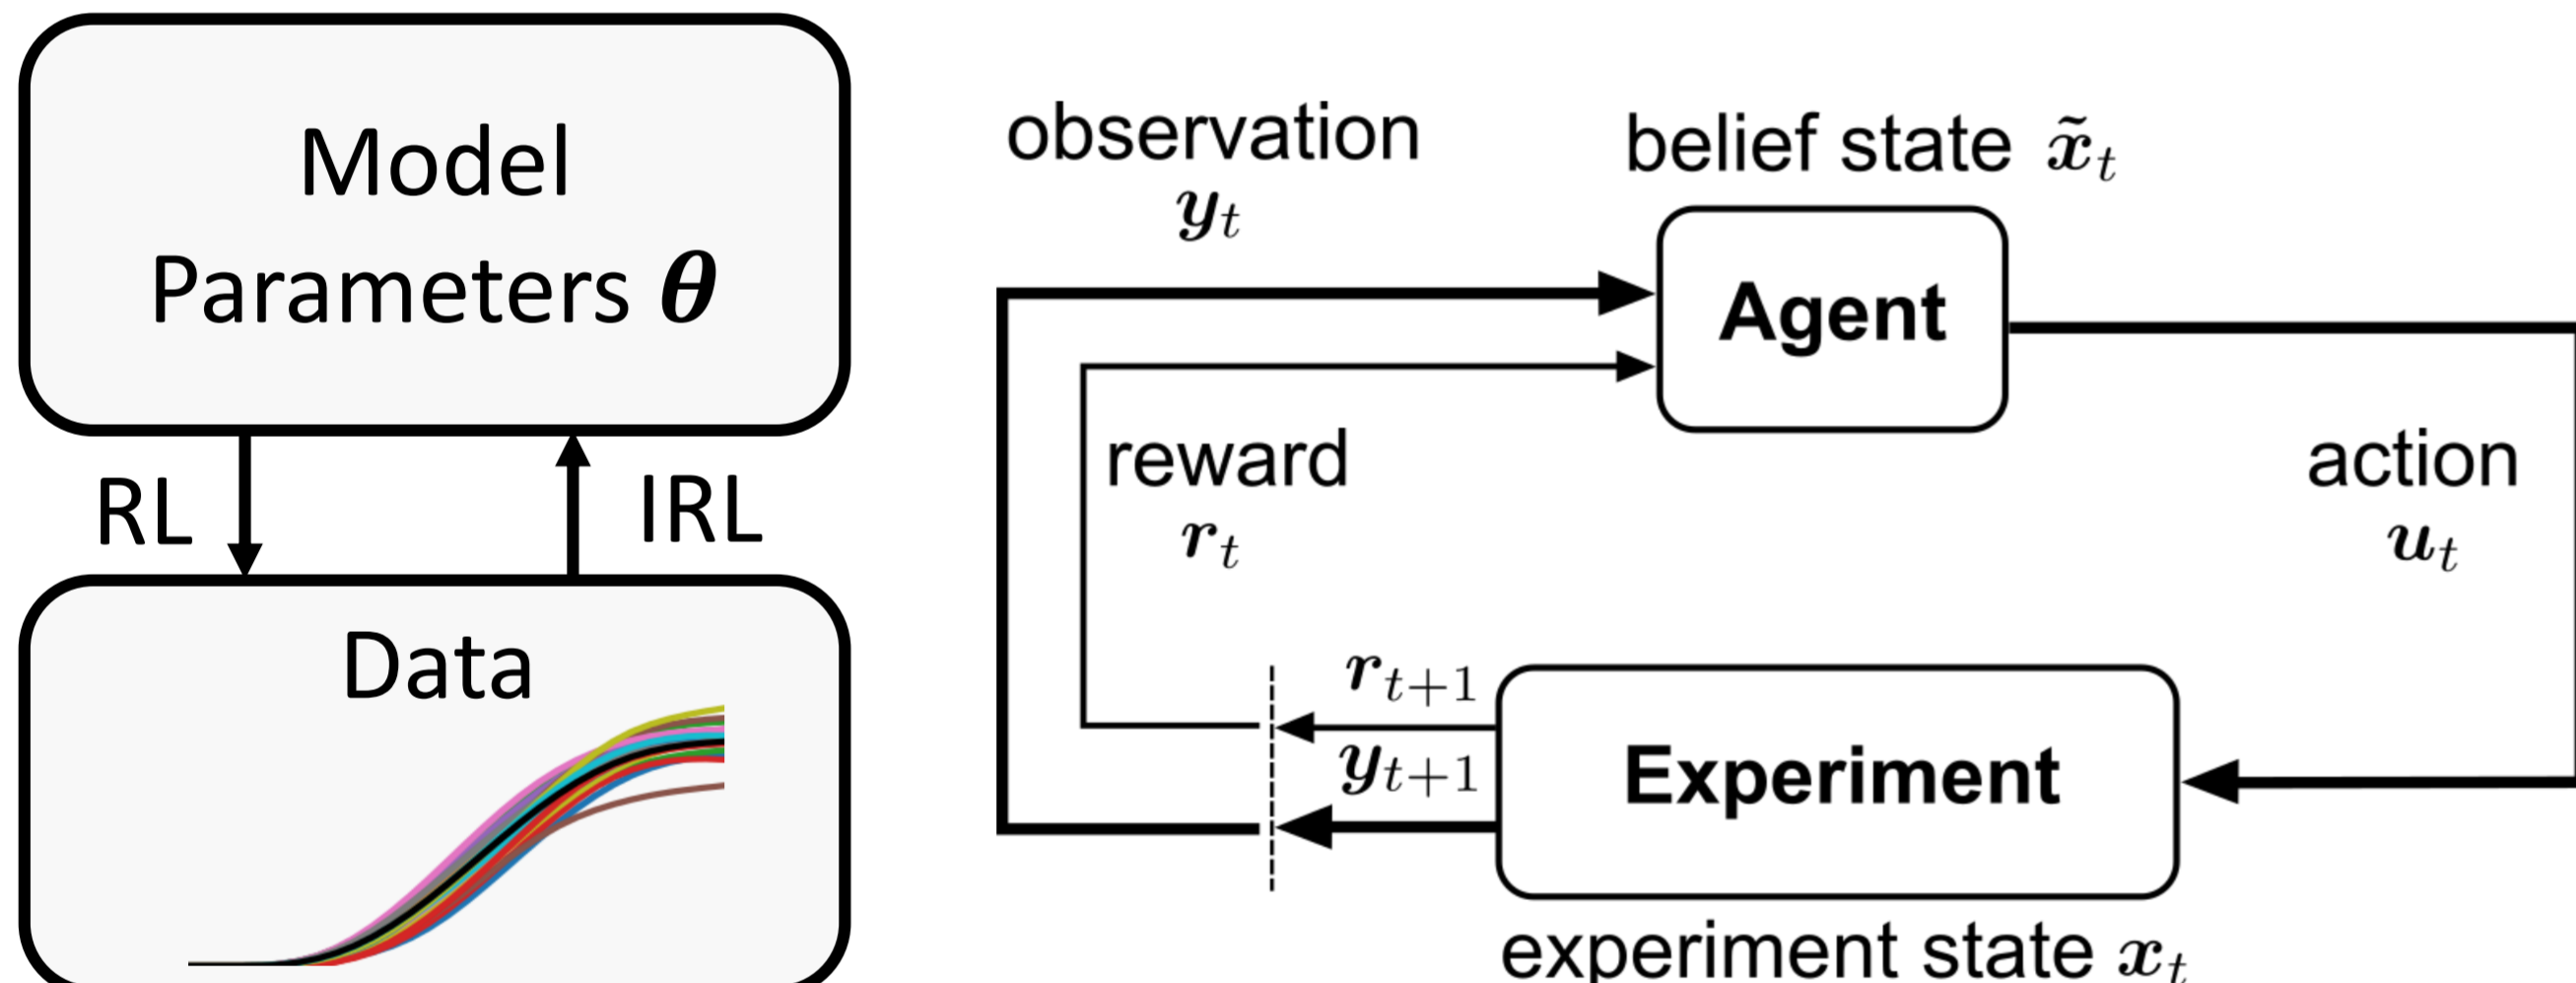 Model
Parameters θ
RL
IRL
Data
observation
y_t
belief state x̃_t
Agent
reward
r_t
action
u_t
r_{t+1}
y_{t+1}
Experiment
experiment state x_t